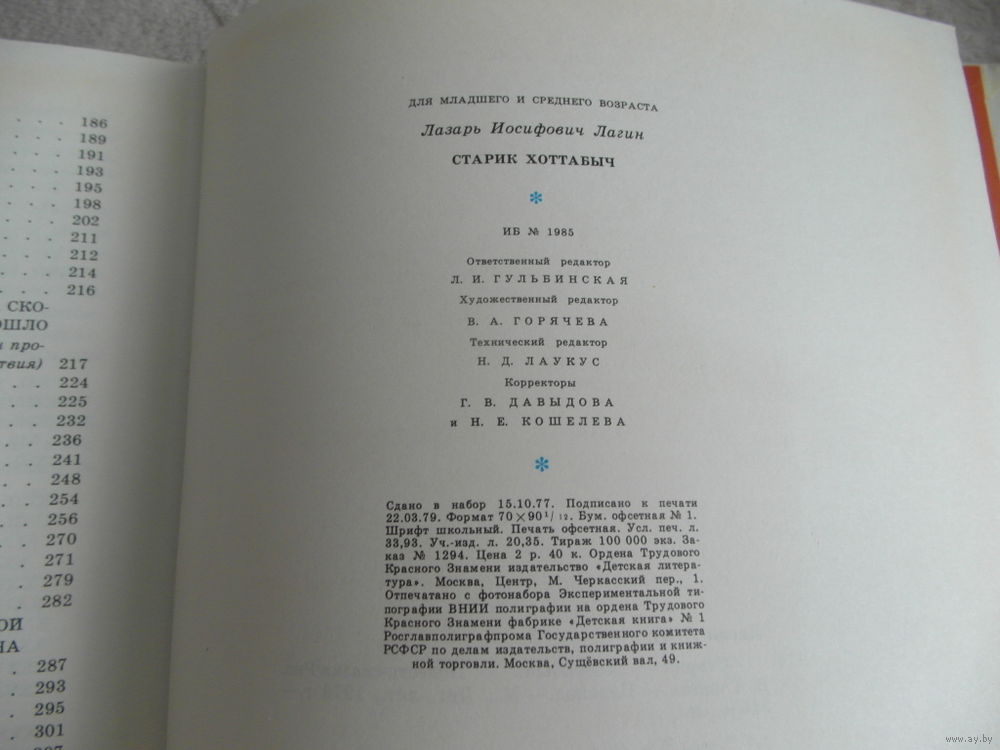 186
189
191
193
195
198
202
211
212
214
216
СКО-
ОШЛО
про-
твия) 217
224
225
232
236
241
248
254
256
270
271
279
282
ОЙ
НА
287
293
295
301
ДЛЯ МЛАДШЕГО И СРЕДНЕГО ВОЗРАСТА
Лазарь Иосифович Лагин
СТАРИК ХОТТАБЫЧ
*
ИБ № 1985
Ответственный редактор
Л. И. ГУЛЬБИНСКАЯ
Художественный редактор
В. А. ГОРЯЧЕВА
Технический редактор
Н. Д. ЛАУКУС
Корректоры
Г. В. ДАВЫДОВА
и Н. Е. КОШЕЛЕВА
*
Сдано в набор 15.10.77. Подписано к печати
22.03.79. Формат 70×90 1/12. Бум. офсетная № 1.
Шрифт школьный. Печать офсетная. Усл. печ. л.
33,93. Уч.-изд. л. 20,35. Тираж 100 000 экз. За-
каз № 1294. Цена 2 р. 40 к. Ордена Трудового
Красного Знамени издательство «Детская литера-
тура». Москва, Центр, М. Черкасский пер., 1.
Отпечатано с фотонабора Экспериментальной ти-
пографии ВНИИ полиграфии на ордена Трудового
Красного Знамени фабрике «Детская книга» № 1
Росглавполиграфпрома Государственного комитета
РСФСР по делам издательств, полиграфии и книж-
ной торговли. Москва, Сущёвский вал, 49.
www.ay.by